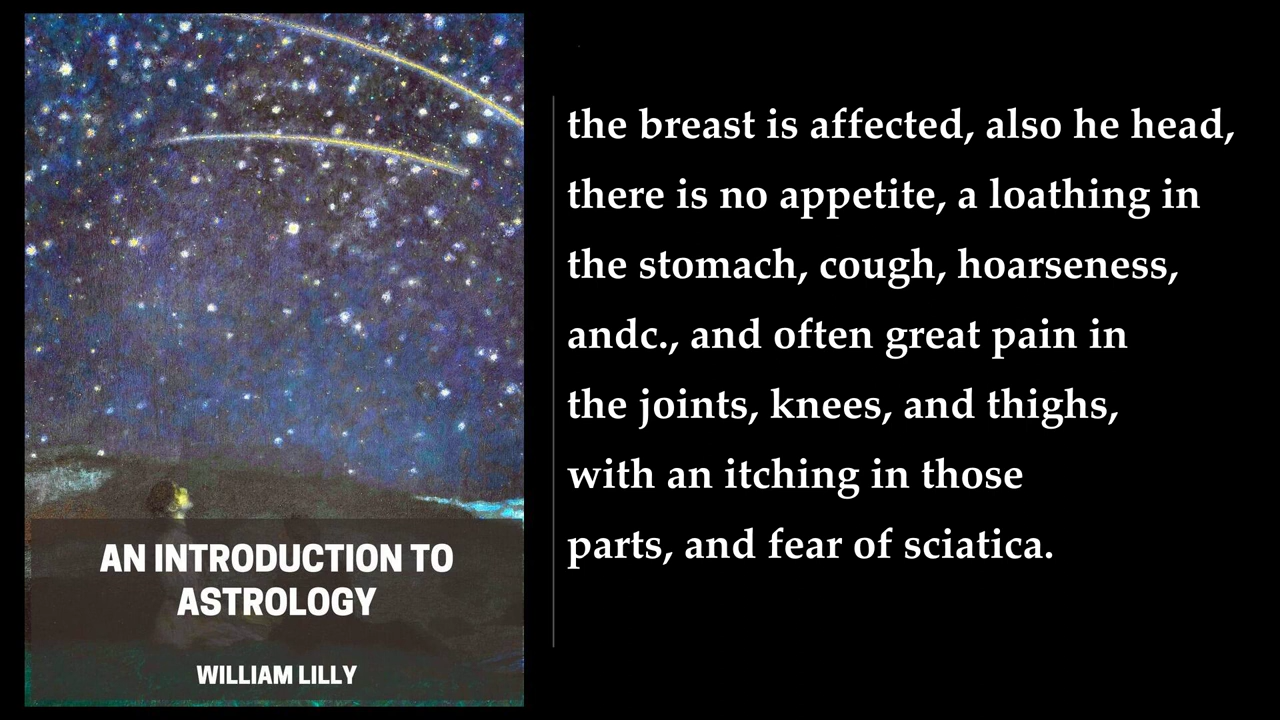 AN INTRODUCTION TO
ASTROLOGY
WILLIAM LILLY
the breast is affected, also he head,
there is no appetite, a loathing in
the stomach, cough, hoarseness,
andc., and often great pain in
the joints, knees, and thighs,
with an itching in those
parts, and fear of sciatica.